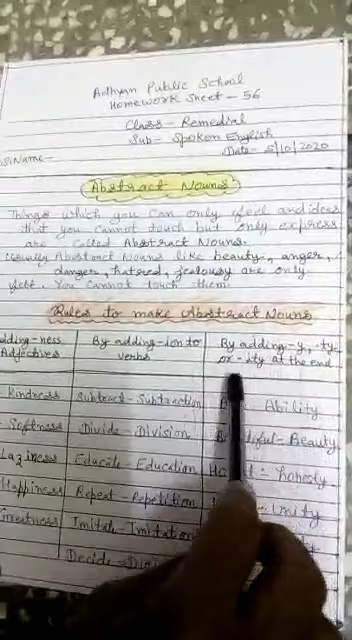 Adhyan Public School
Homework Sheet - 56
Class - Remedial
Sub - Spoken English
Name - Date - 5/10/2020
Abstract Nouns
Things which you can only feel and ideas
that you cannot touch but only express
are called Abstract Nouns.
Usually Abstract Nouns like beauty, anger,
danger, hatred, jealousy are only
felt. You cannot touch them.
Rules to make Abstract Nouns
adding -ness By adding -ion to By adding -y, -ty
Adjectives verbs or -ity at the end
Kindness Subtract - Subtraction Ability
Softness Divide - Division Beauty
Laziness Educate - Education honesty
Happiness Repeat - Repetition Unity
Greatness Imitate - Imitation
Decide -